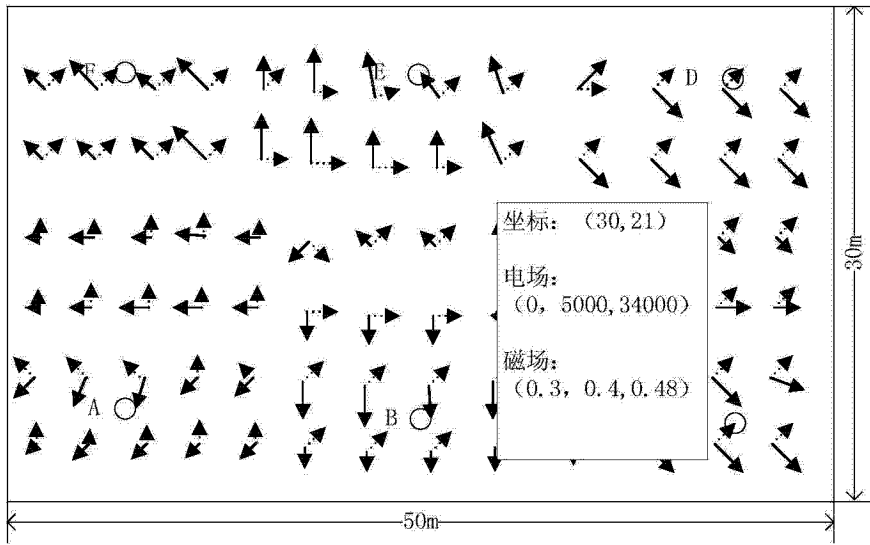 F
E
D
坐标：（30,21）
电场：
（0，5000,34000）
磁场：
（0.3，0.4,0.48）
30m
A
B
50m